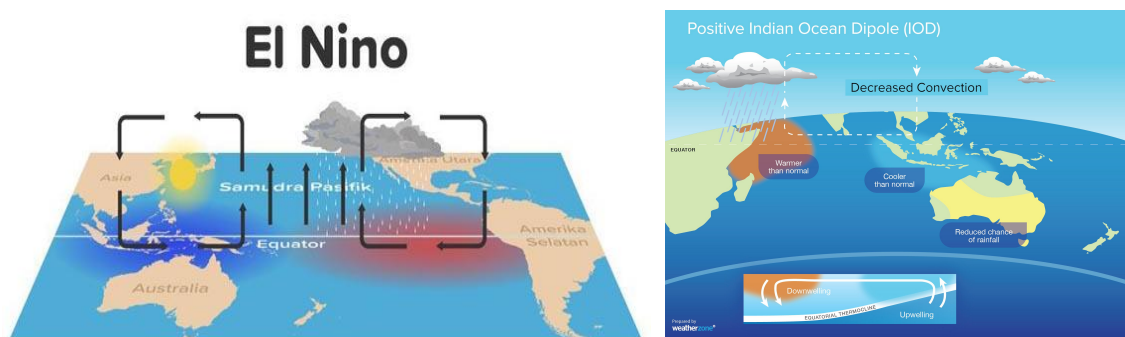 El Nino
Amerika Utara
Asia
Samudra Pasifik
Equator
Amerika
Selatan
Australia
Positive Indian Ocean Dipole (IOD)
Decreased Convection
EQUATOR
Warmer
than normal
Cooler
than normal
Reduced chance
of rainfall
Downwelling
EQUATORIAL THERMOCLINE
Upwelling
Prepared by
weatherzone